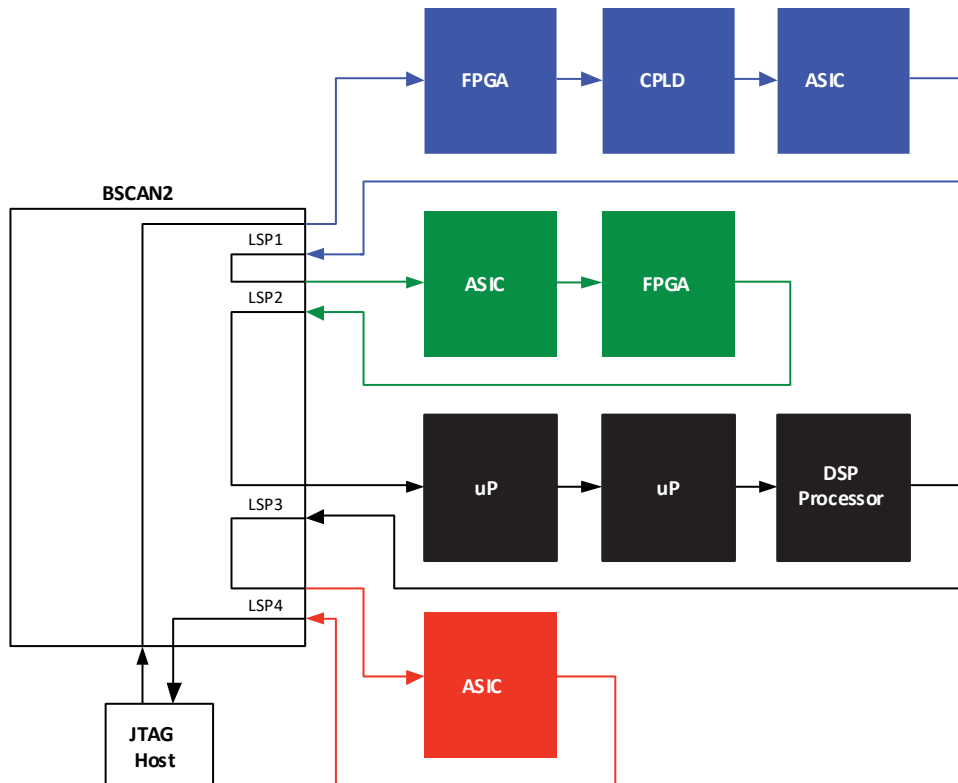 FPGA
CPLD
ASIC
BSCAN2
LSP1
ASIC
FPGA
LSP2
uP
uP
DSP
Processor
LSP3
LSP4
ASIC
JTAG
Host